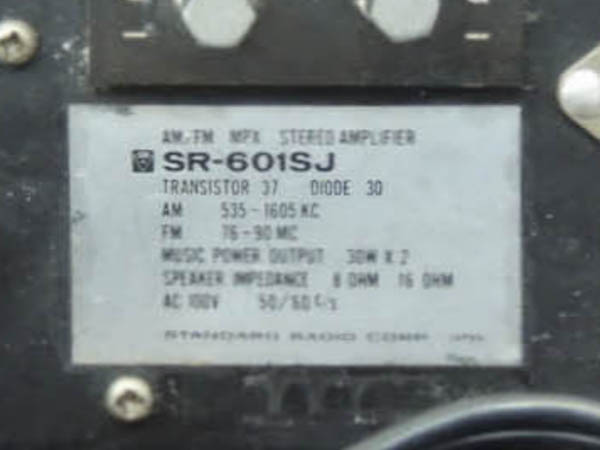 AM/FM MPX STEREO AMPLIFIER
SR-601SJ
TRANSISTOR 37 DIODE 30
AM 535-1605 KC
FM 76-90 MC
MUSIC POWER OUTPUT 30W X 2
SPEAKER IMPEDANCE 8 OHM 16 OHM
AC 100V 50/60 C/s
STANDARD RADIO CORP